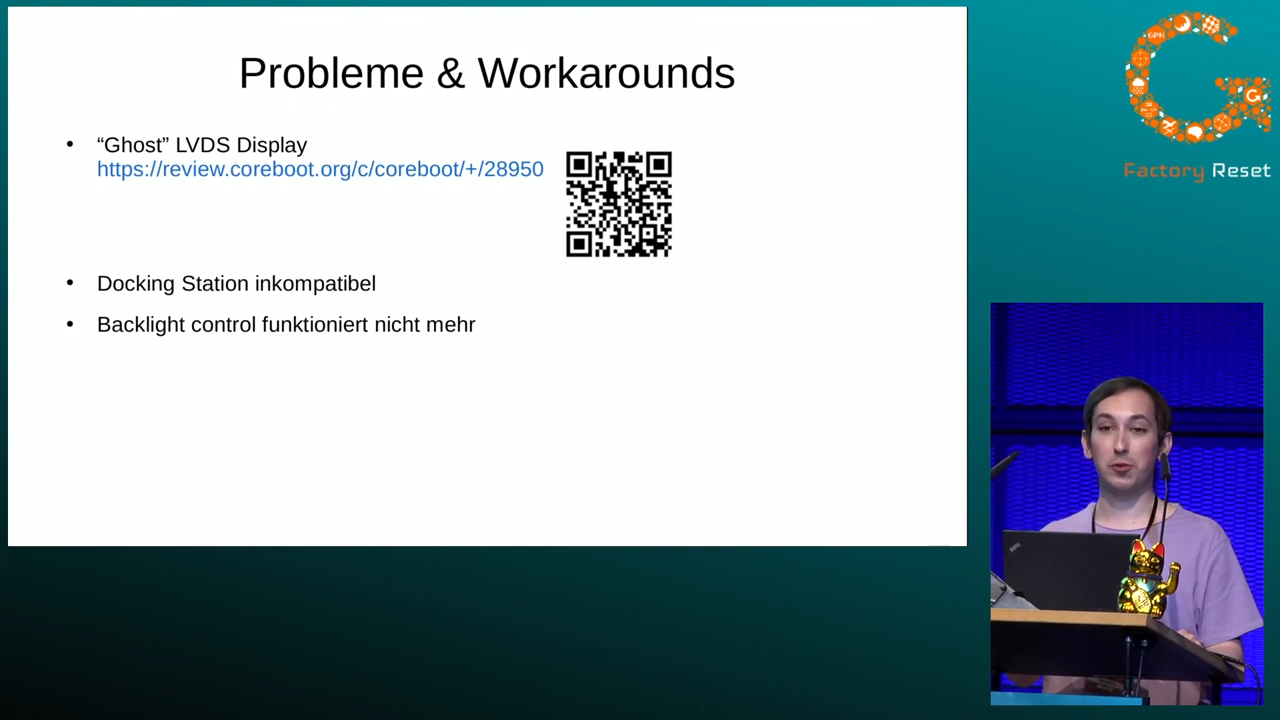 Probleme & Workarounds
“Ghost” LVDS Display
https://review.coreboot.org/c/coreboot/+/28950
Docking Station inkompatibel
Backlight control funktioniert nicht mehr
GPN
G
Factory Reset